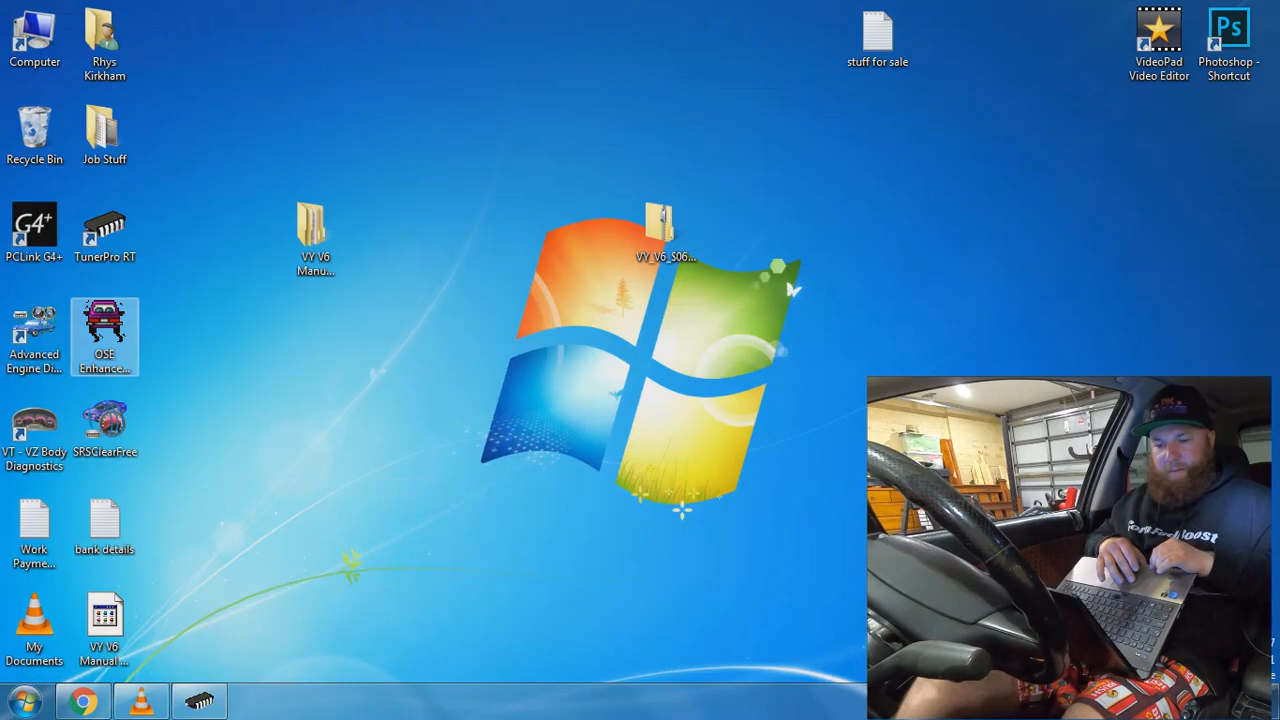 Computer
Rhys
Kirkham
stuff for sale
VideoPad
Video Editor
Photoshop -
Shortcut
Ps
Recycle Bin
Job Stuff
G4+
PCLink G4+
TunerPro RT
VY V6
Manu...
VY_V6_$06...
Advanced
Engine Di...
OSE
Enhance...
VT - VZ Body
Diagnostics
SRSClearFree
Work
Payme...
bank details
My
Documents
VY V6
Manual ...